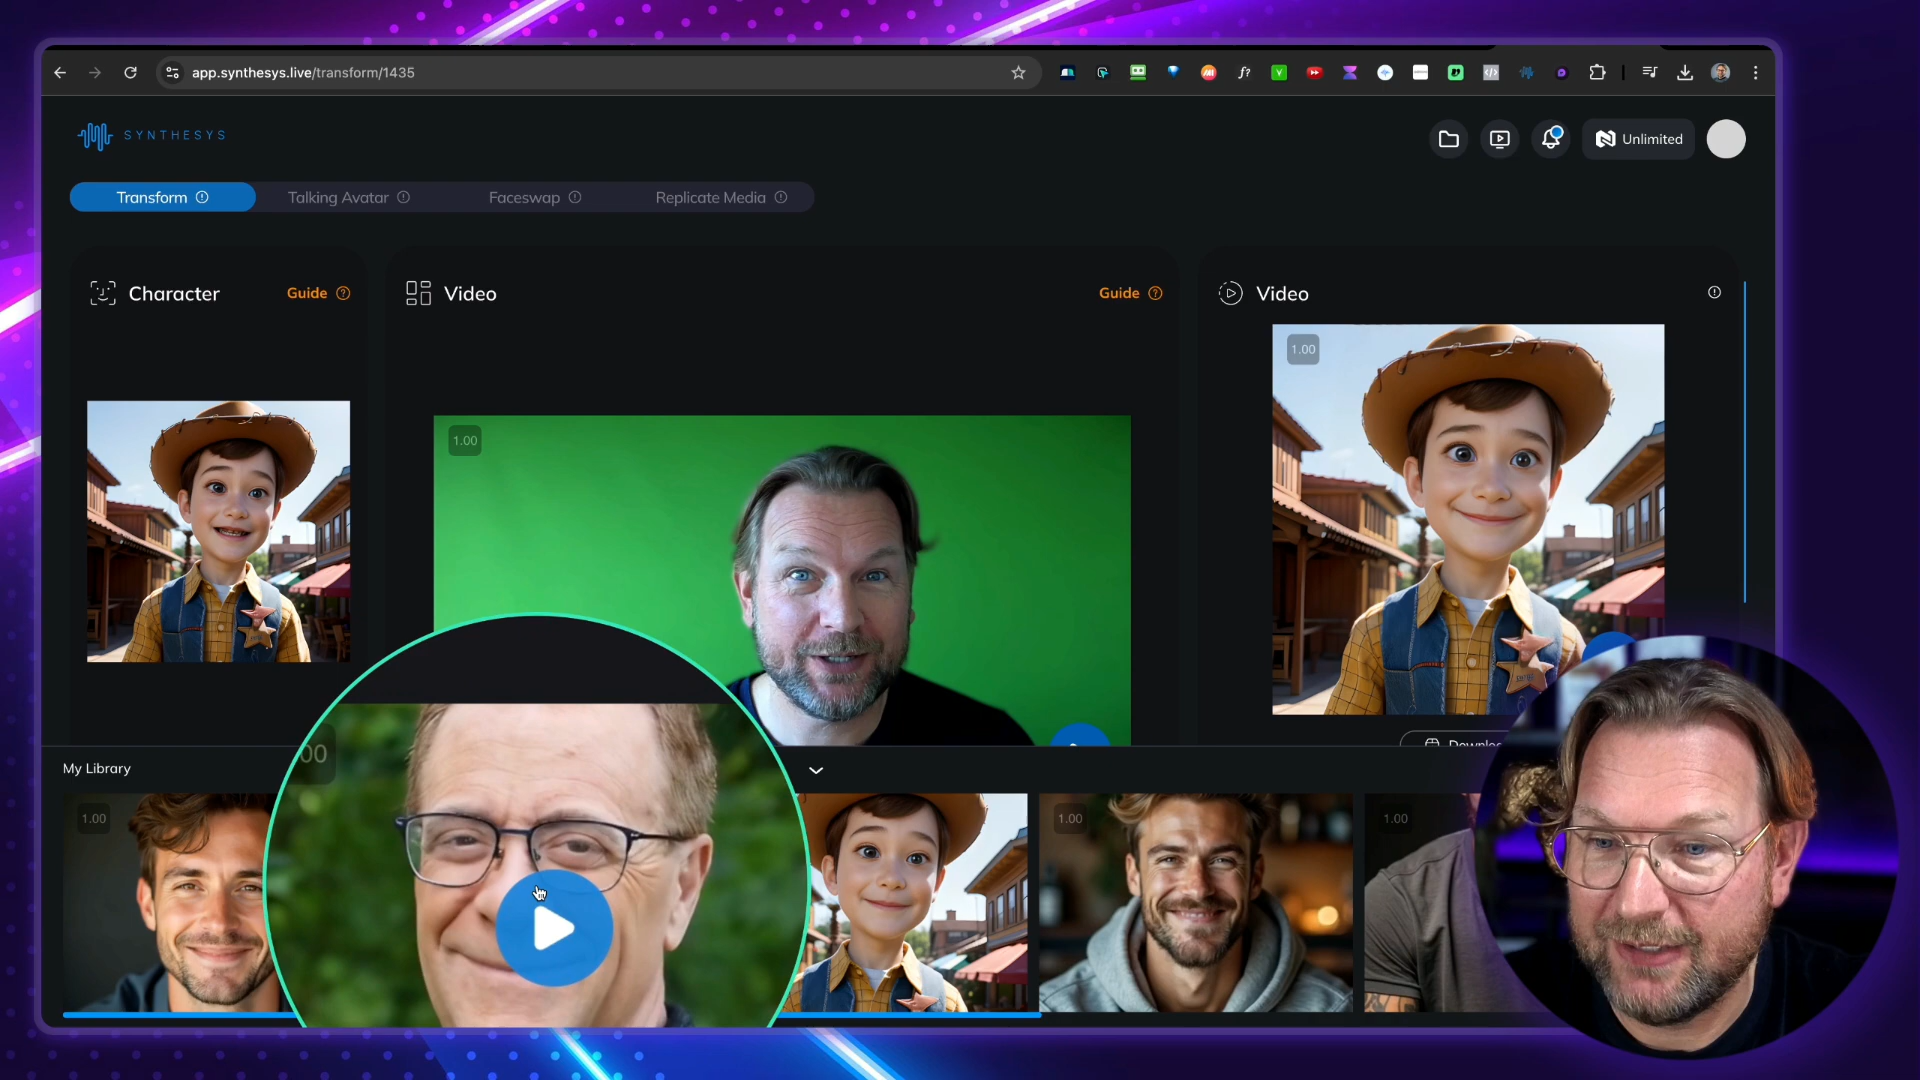 app.synthesys.live/transform/1435
SYNTHESYS
Unlimited
Transform
Talking Avatar
Faceswap
Replicate Media
Character
Guide
Video
Guide
Video
1.00
1.00
My Library
1.00
00
1.00
1.00